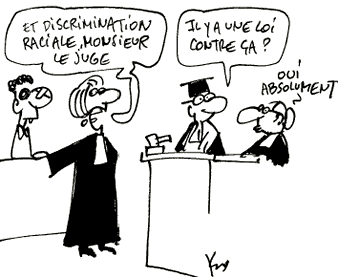 ET DISCRIMINATION
RACIALE, MONSIEUR
LE JUGE
IL Y A UNE LOI
CONTRE ÇA ?
OUI
ABSOLUMENT